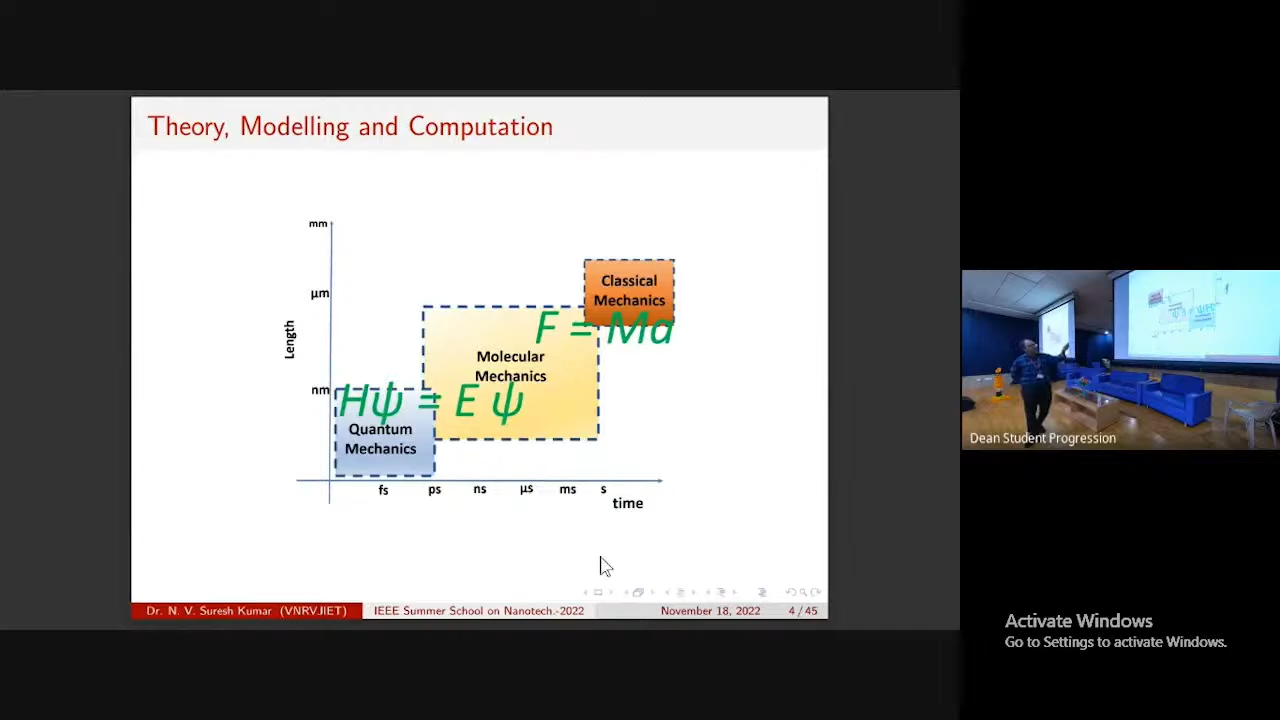 Theory, Modelling and Computation
mm
μm
Length
nm
Classical
Mechanics
F = Ma
Molecular
Mechanics
Hψ = E ψ
Quantum
Mechanics
fs ps ns μs ms s
time
Dr. N. V. Suresh Kumar (VNRVJIET) IEEE Summer School on Nanotech.-2022 November 18, 2022 4 / 45
Dean Student Progression
Activate Windows
Go to Settings to activate Windows.